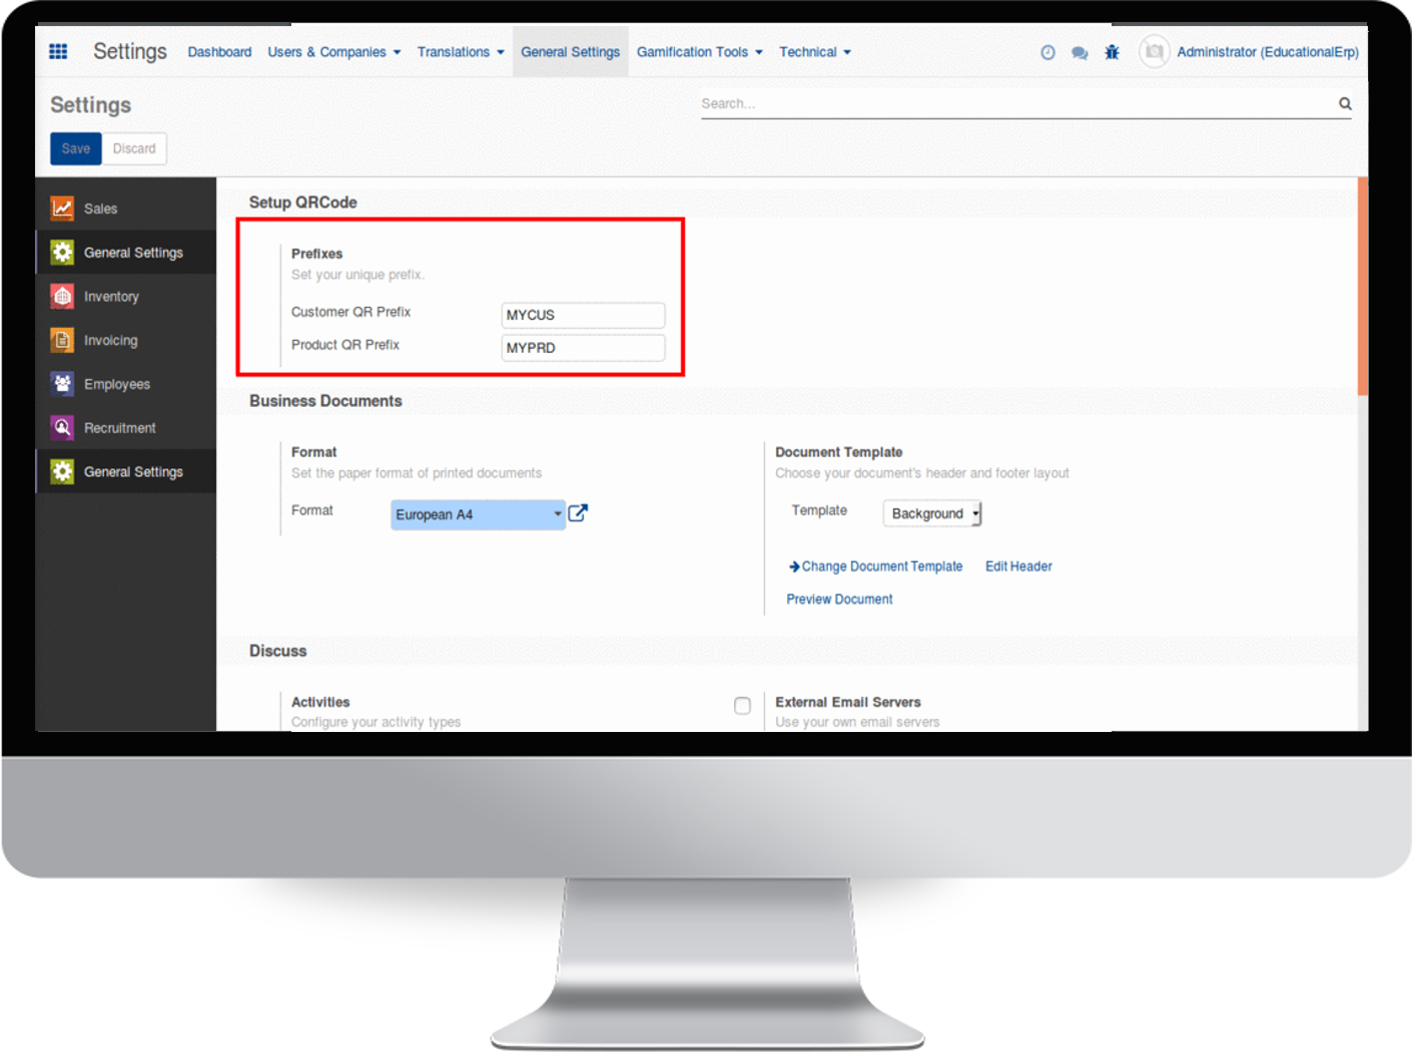 Settings Dashboard Users & Companies Translations General Settings Gamification Tools Technical Administrator (EducationalErp)
Settings
Search...
Save Discard
Sales
General Settings
Inventory
Invoicing
Employees
Recruitment
General Settings
Setup QRCode
Prefixes
Set your unique prefix.
Customer QR Prefix MYCUS
Product QR Prefix MYPRD
Business Documents
Format
Set the paper format of printed documents
Format European A4
Document Template
Choose your document's header and footer layout
Template Background
Change Document Template Edit Header
Preview Document
Discuss
Activities
Configure your activity types
External Email Servers
Use your own email servers